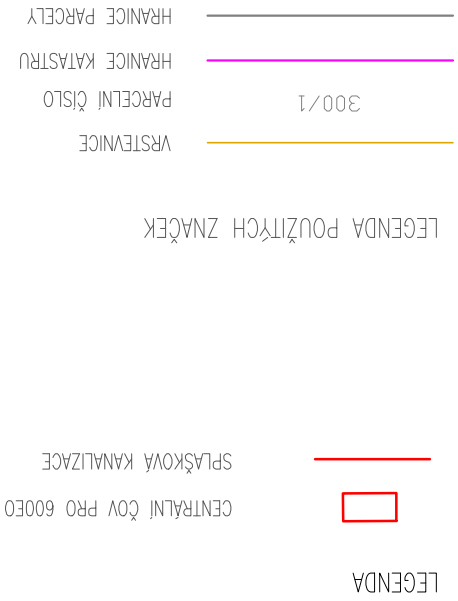 LEGENDA
CENTRÁLNÍ ČOV PRO 600EO
SPLAŠKOVÁ KANALIZACE
LEGENDA POUŽITÝCH ZNAČEK
VRSTEVNICE
300/1 PARCELNÍ ČÍSLO
HRANICE KATASTRU
HRANICE PARCELY